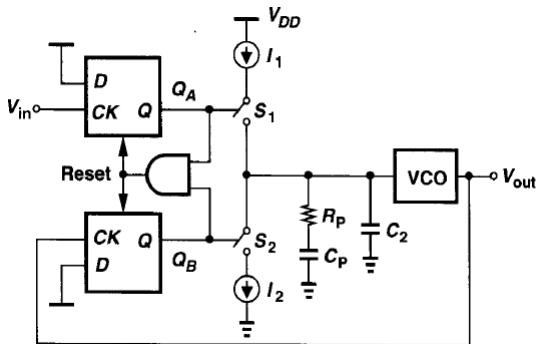 V_DD
I_1
D
Q_A
V_in
CK
Q
S_1
Reset
VCO
V_out
R_P
C_2
CK
Q
S_2
C_P
D
Q_B
I_2